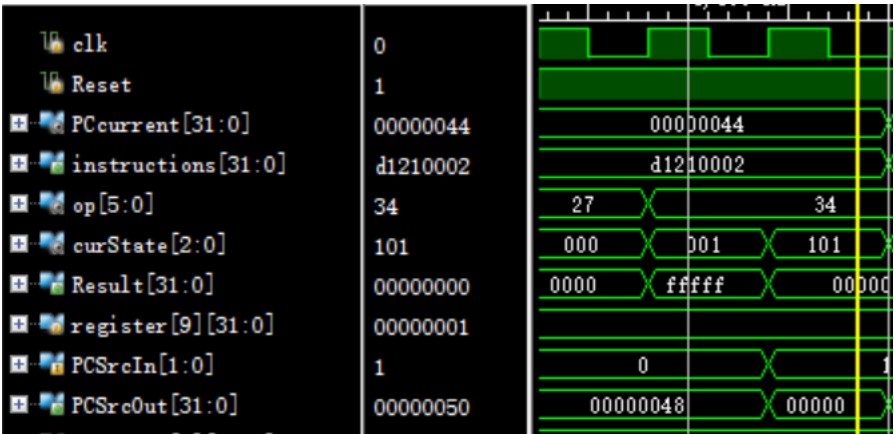 clk 0
Reset 1
PCcurrent[31:0] 00000044 00000044
instructions[31:0] d1210002 d1210002
op[5:0] 34 27 34
curState[2:0] 101 000 001 101
Result[31:0] 00000000 0000 fffff 00000
register[9][31:0] 00000001
PCSrcIn[1:0] 1 0 1
PCSrcOut[31:0] 00000050 00000048 00000